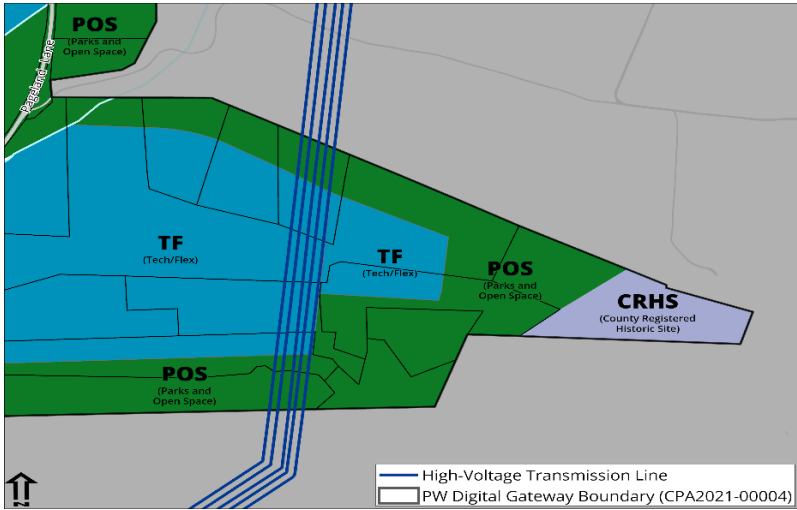 POS
(Parks and
Open Space)
Pageland Lane
TF
(Tech/Flex)
TF
(Tech/Flex)
POS
(Parks and
Open Space)
CRHS
(County Registered
Historic Site)
POS
(Parks and
Open Space)
N
High-Voltage Transmission Line
PW Digital Gateway Boundary (CPA2021-00004)